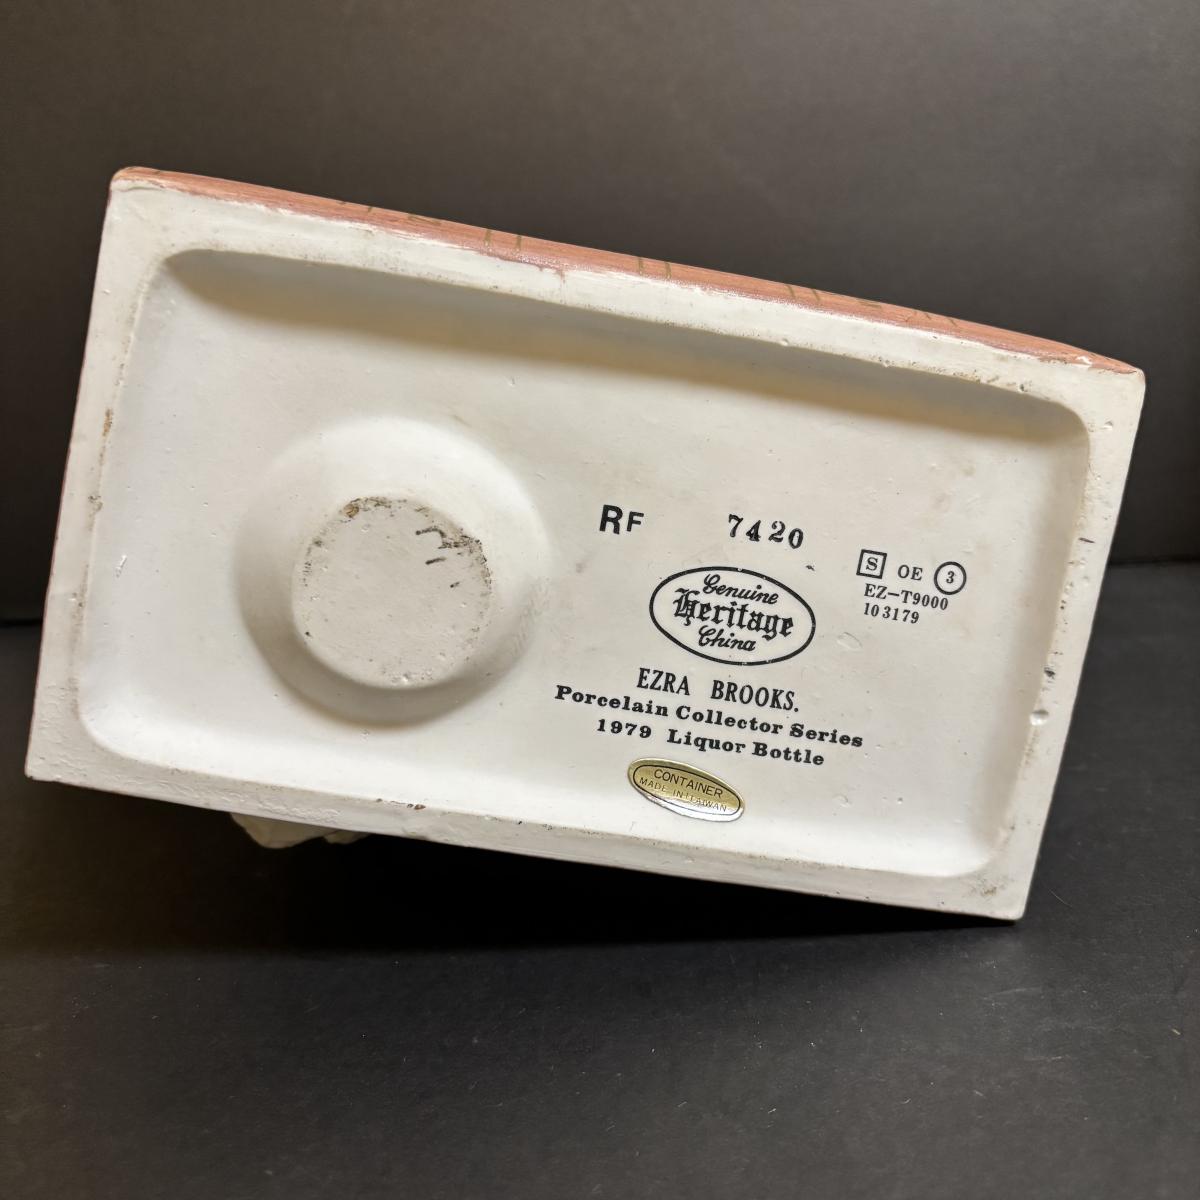 RF 7420
S OE 3
EZ-T9000
103179
Genuine
Heritage
China
EZRA BROOKS.
Porcelain Collector Series
1979 Liquor Bottle
CONTAINER
MADE IN TAIWAN